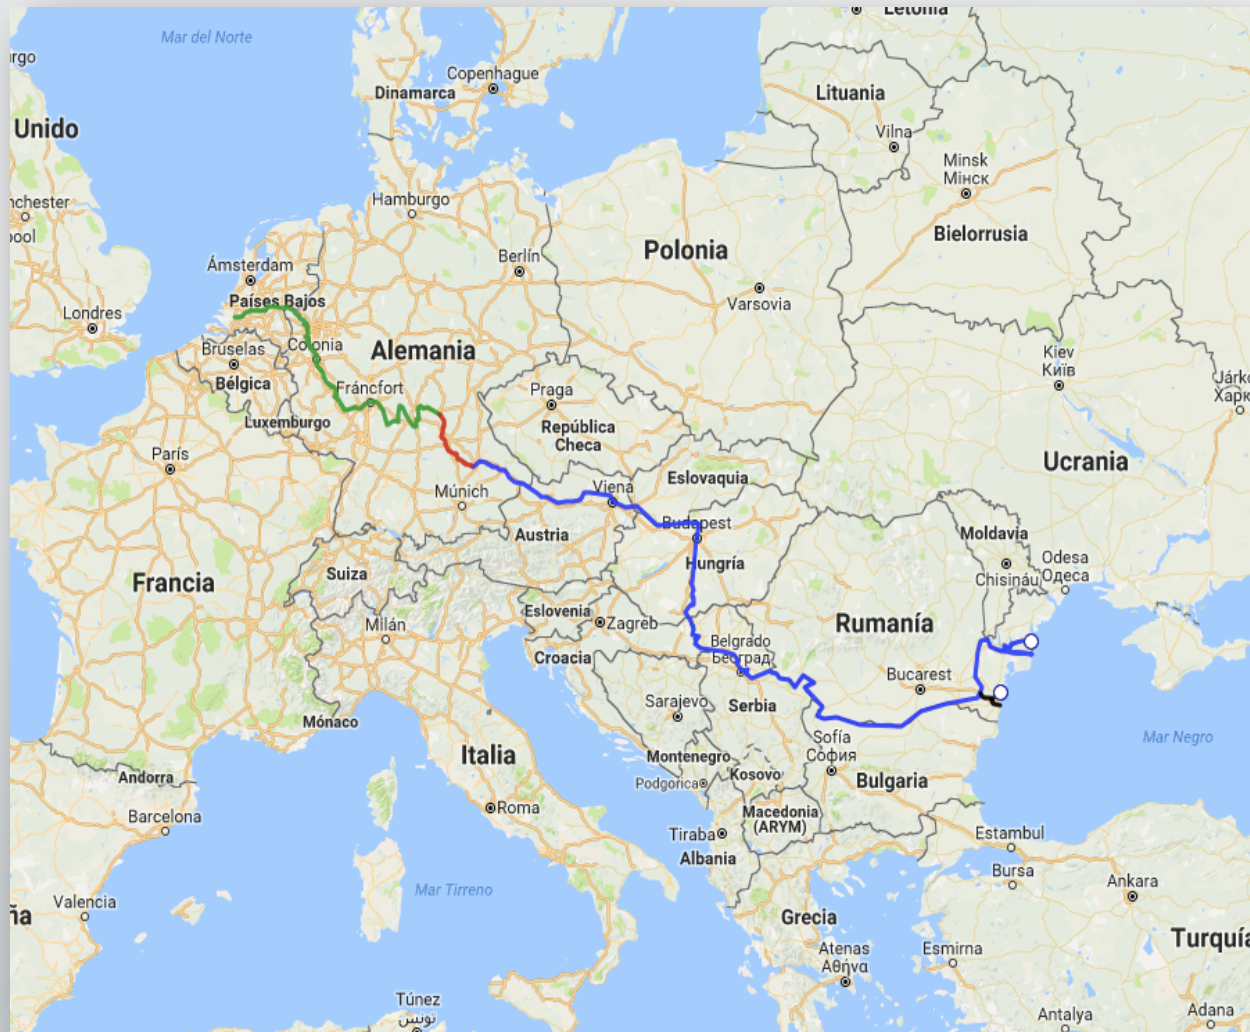 Letonia
Mar del Norte
urgo
Copenhague
Dinamarca
Lituania
Unido
Vilna
Minsk
Мінск
nchester
Hamburgo
pool
Bielorrusia
Polonia
Berlín
Ámsterdam
Países Bajos
Varsovia
Londres
Colonia
Bruselas
Alemania
Kiev
Київ
Bélgica
Fráncfort
Praga
Járko
Харк
Luxemburgo
República
Checa
París
Ucrania
Eslovaquia
Múnich
Viena
Budapest
Austria
Moldavia
Hungría
Odesa
Одеса
Chisináu
Suiza
Francia
Eslovenia
Zagreb
Rumanía
Milán
Belgrado
Београд
Croacia
Bucarest
Sarajevo
Serbia
Mónaco
Sofía
София
Mar Negro
Italia
Montenegro
Kosovo
Podgorica
Andorra
Bulgaria
Roma
Macedonia
(ARYM)
Barcelona
Tiraba
Estambul
Albania
Bursa
Ankara
Mar Tirreno
Valencia
ña
Grecia
Turquía
Atenas
Αθήνα
Esmirna
Túnez
تونس
Antalya
Adana